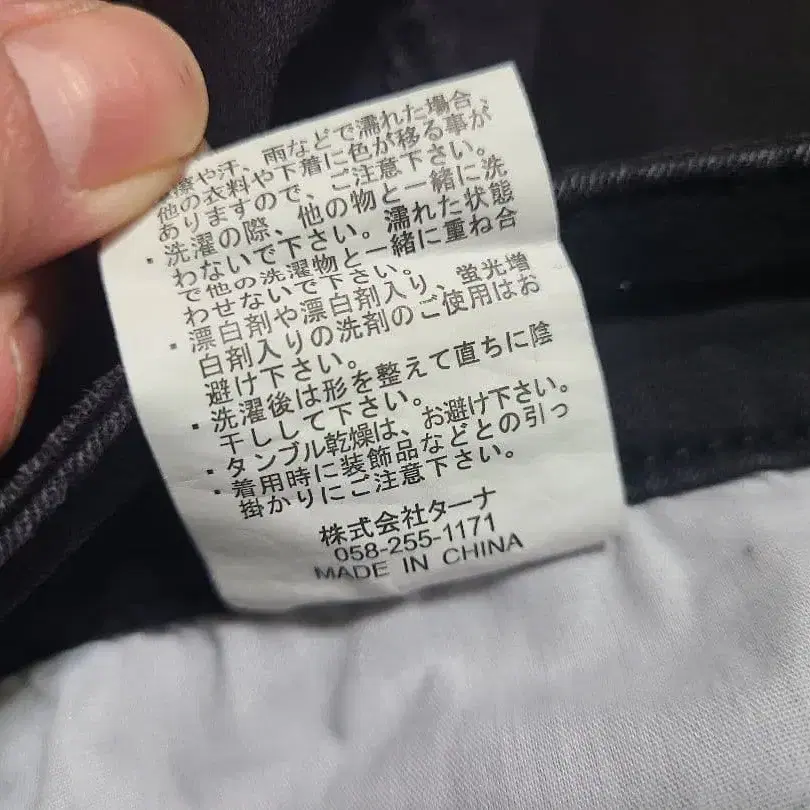 擦や汗、雨などで濡れた場合、
他の衣料や下着に色が移る事が
ありますので、ご注意下さい。
・洗濯の際、他の物と一緒に洗
わないで下さい。濡れた状態
で他の洗濯物と一緒に重ね合
わせないで下さい。
・漂白剤や漂白剤入り、蛍光増
白剤入りの洗剤のご使用はお
避け下さい。
・洗濯後は形を整えて直ちに陰
干しして下さい。
・タンブル乾燥は、お避け下さい。
・着用時に装飾品などとの引っ
掛かりにご注意下さい。
株式会社ターナ
058-255-1171
MADE IN CHINA